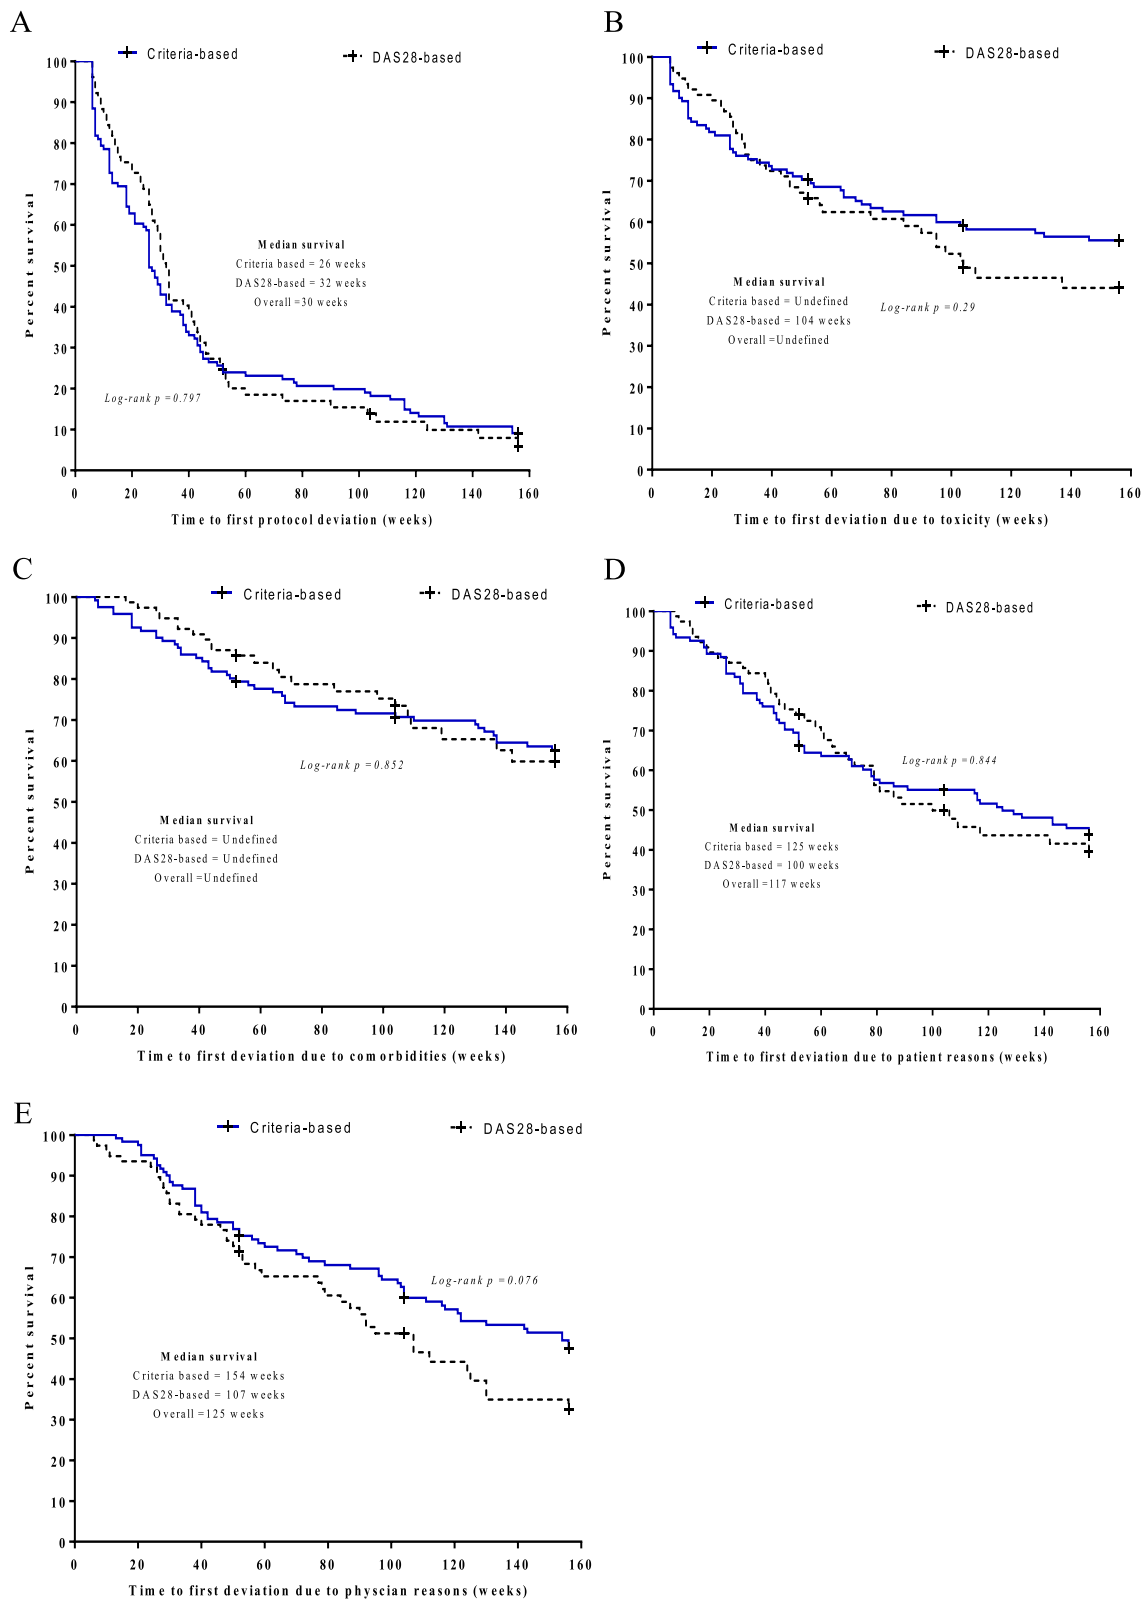 A
Criteria-based
DAS28-based
100
90
80
70
60
50
40
30
20
10
0
Percent survival
Median survival
Criteria based = 26 weeks
DAS28-based = 32 weeks
Overall =30 weeks
Log-rank p =0.797
0 20 40 60 80 100 120 140 160
Time to first protocol deviation (weeks)
B
Criteria-based
DAS28-based
100
90
80
70
60
50
40
30
20
10
0
Percent survival
Median survival
Criteria based = Undefined
DAS28-based = 104 weeks
Overall =Undefined
Log-rank p =0.29
0 20 40 60 80 100 120 140 160
Time to first deviation due to toxicity (weeks)
C
Criteria-based
DAS28-based
100
90
80
70
60
50
40
30
20
10
0
Percent survival
Log-rank p =0.852
Median survival
Criteria based = Undefined
DAS28-based = Undefined
Overall =Undefined
0 20 40 60 80 100 120 140 160
Time to first deviation due to comorbidities (weeks)
D
Criteria-based
DAS28-based
100
90
80
70
60
50
40
30
20
10
0
Percent survival
Log-rank p =0.844
Median survival
Criteria based = 125 weeks
DAS28-based = 100 weeks
Overall =117 weeks
0 20 40 60 80 100 120 140 160
Time to first deviation due to patient reasons (weeks)
E
Criteria-based
DAS28-based
100
90
80
70
60
50
40
30
20
10
0
Percent survival
Log-rank p =0.076
Median survival
Criteria based = 154 weeks
DAS28-based = 107 weeks
Overall =125 weeks
0 20 40 60 80 100 120 140 160
Time to first deviation due to physcian reasons (weeks)